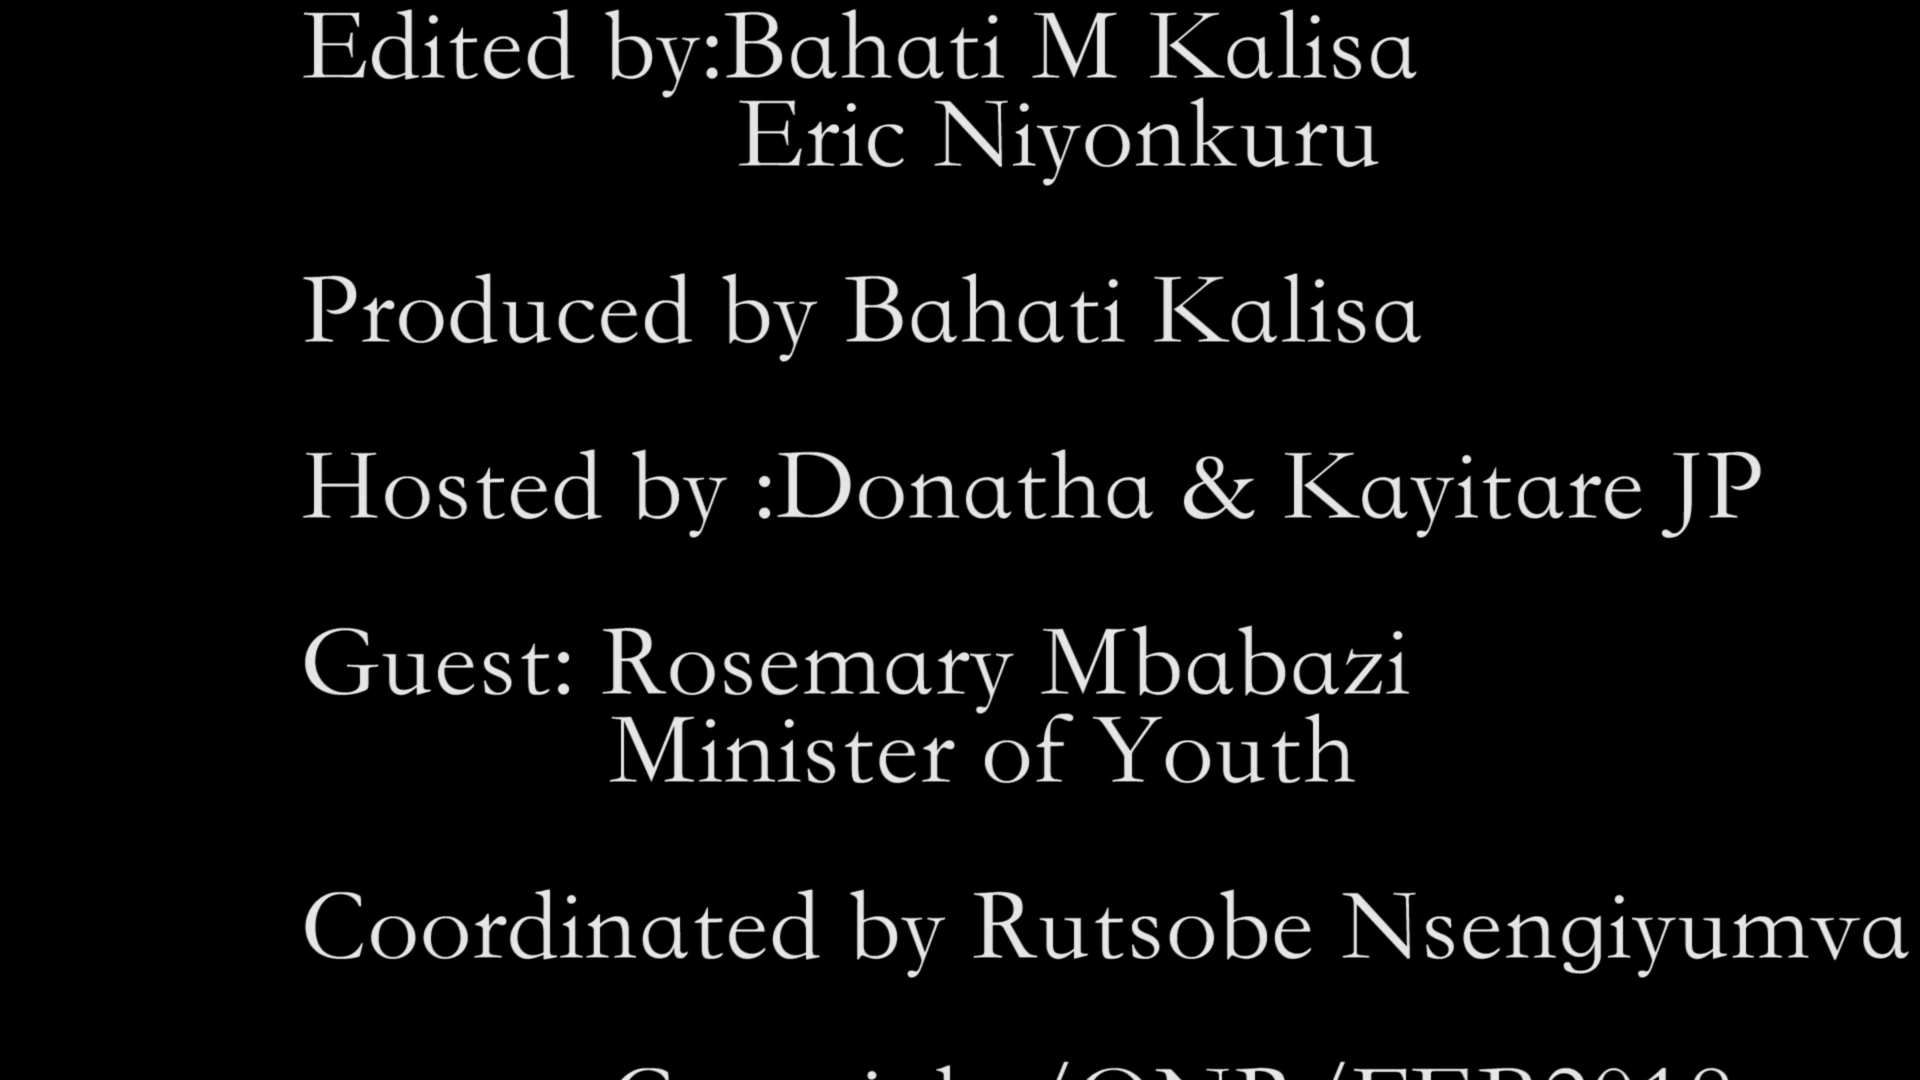 Edited by:Bahati M Kalisa
Eric Niyonkuru
Produced by Bahati Kalisa
Hosted by :Donatha & Kayitare JP
Guest: Rosemary Mbabazi
Minister of Youth
Coordinated by Rutsobe Nsengiyumva